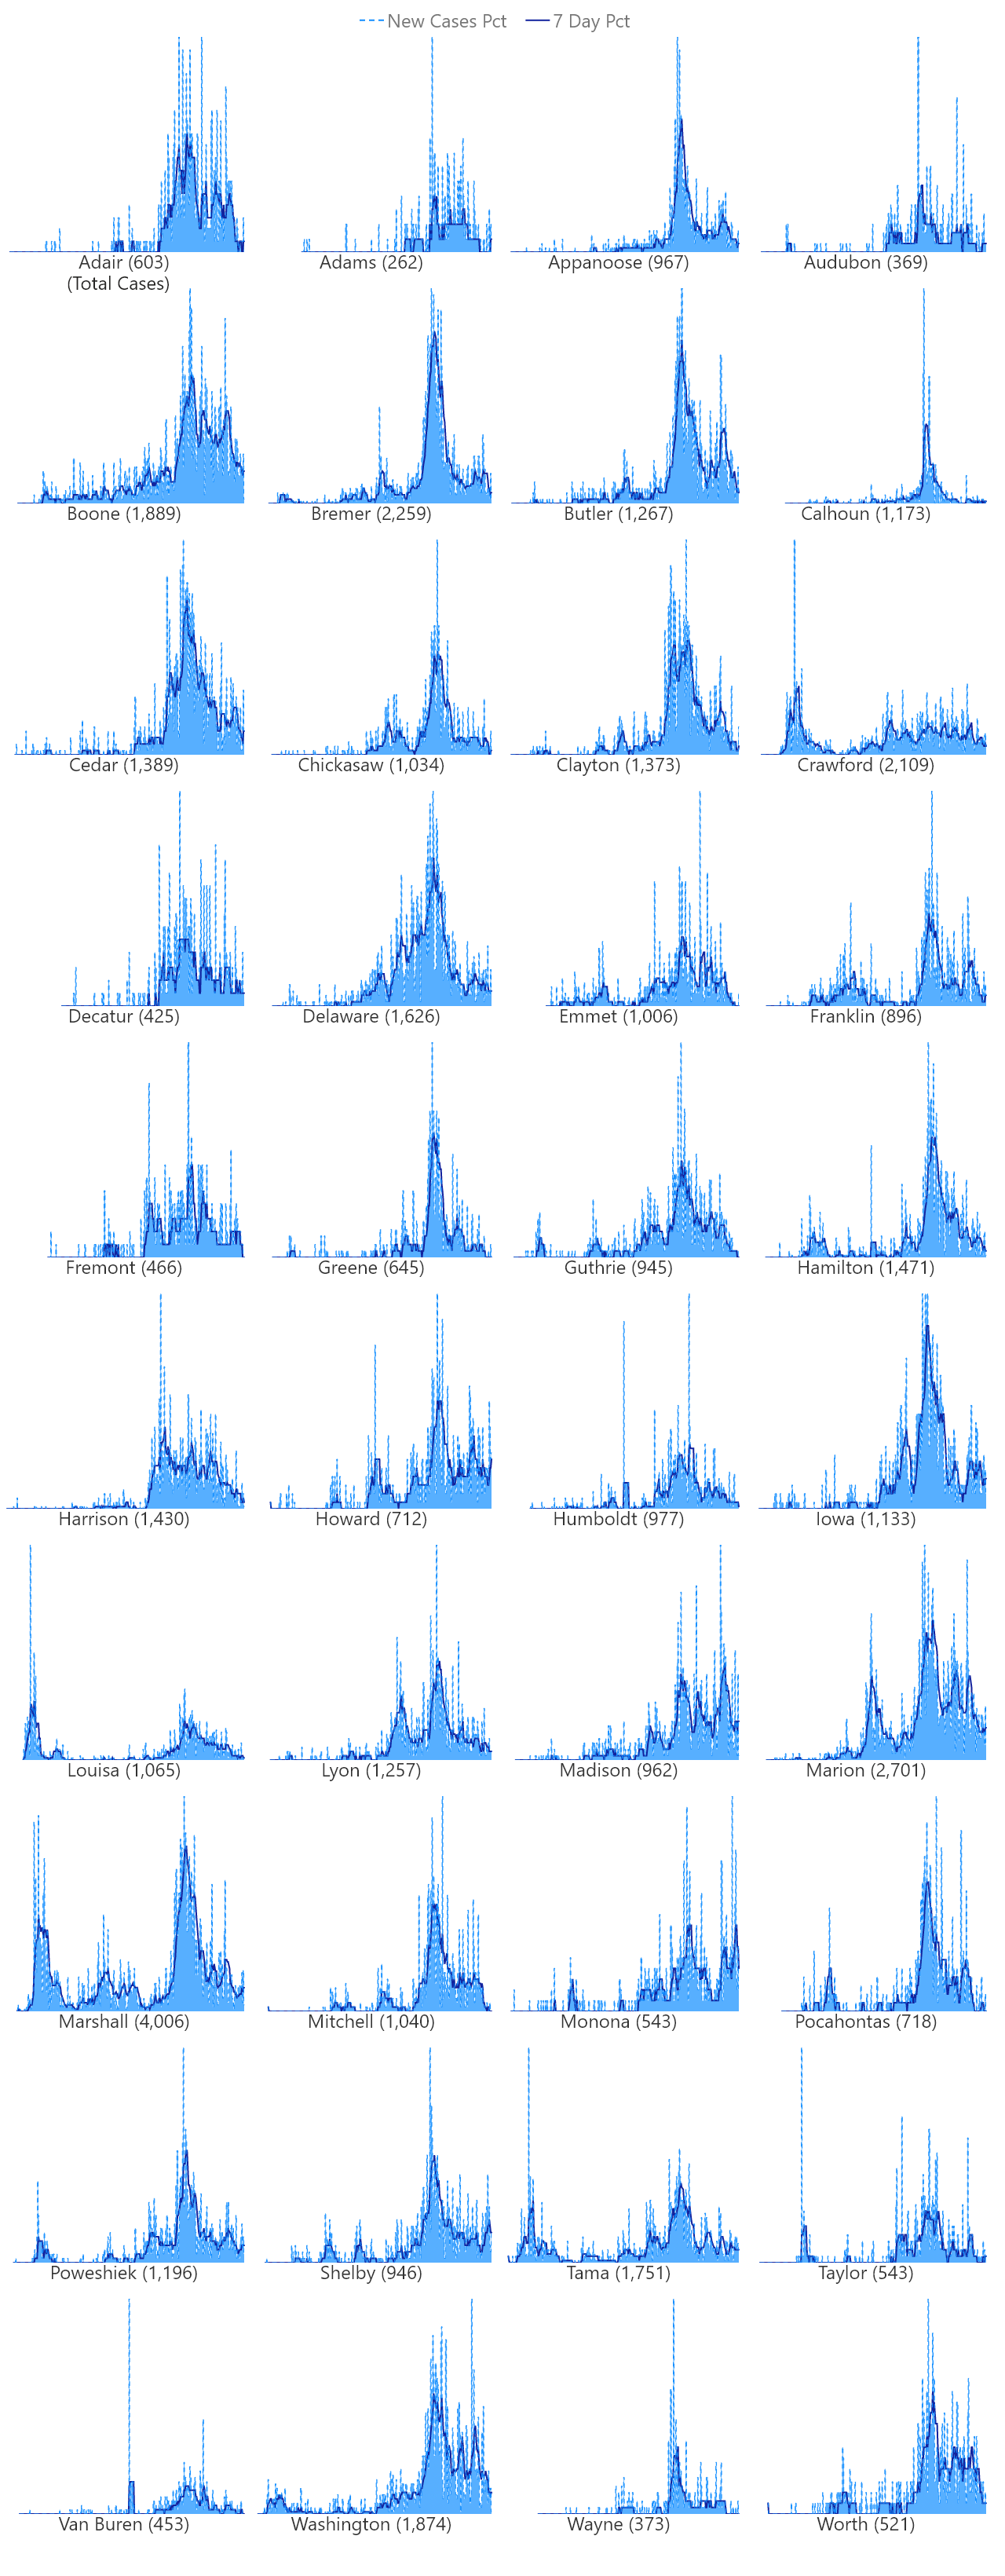 New Cases Pct 7 Day Pct
Adair (603) Adams (262) Appanoose (967) Audubon (369)
(Total Cases)
Boone (1,889) Bremer (2,259) Butler (1,267) Calhoun (1,173)
Cedar (1,389) Chickasaw (1,034) Clayton (1,373) Crawford (2,109)
Decatur (425) Delaware (1,626) Emmet (1,006) Franklin (896)
Fremont (466) Greene (645) Guthrie (945) Hamilton (1,471)
Harrison (1,430) Howard (712) Humboldt (977) Iowa (1,133)
Louisa (1,065) Lyon (1,257) Madison (962) Marion (2,701)
Marshall (4,006) Mitchell (1,040) Monona (543) Pocahontas (718)
Poweshiek (1,196) Shelby (946) Tama (1,751) Taylor (543)
Van Buren (453) Washington (1,874) Wayne (373) Worth (521)